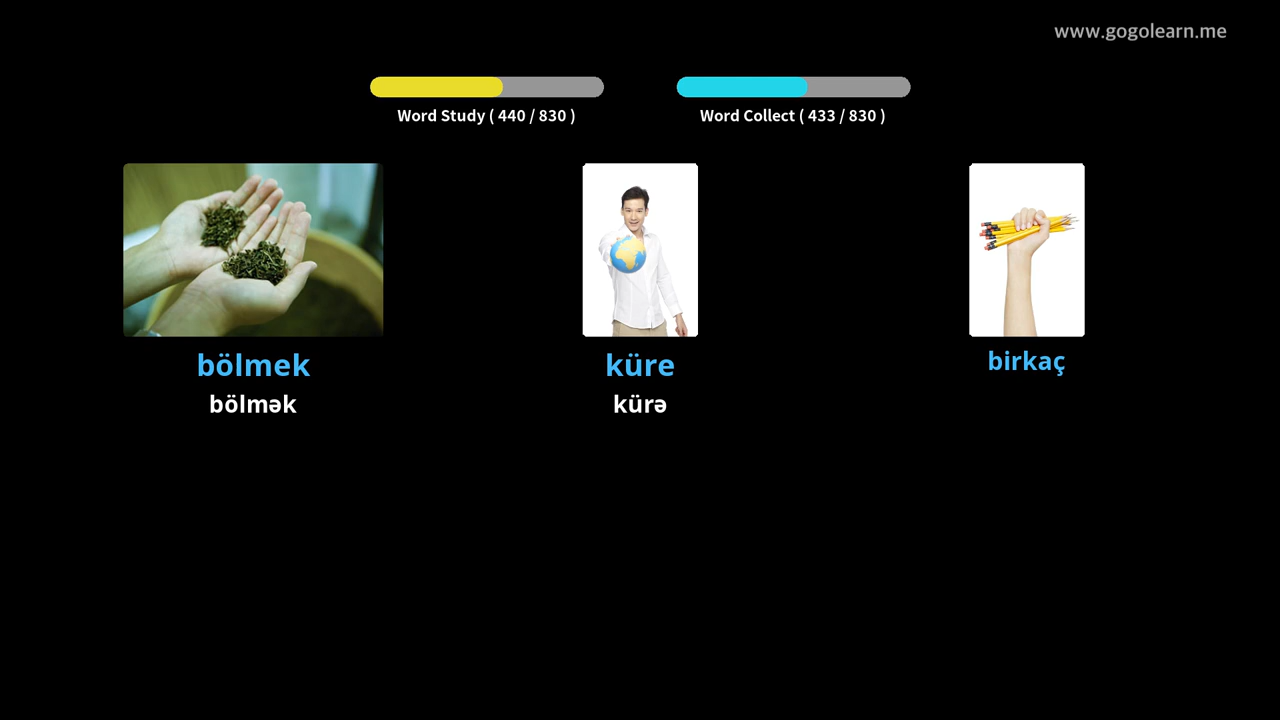 www.gogolearn.me
Word Study ( 440 / 830 )
Word Collect ( 433 / 830 )
bölmek
bölmək
küre
kürə
birkaç